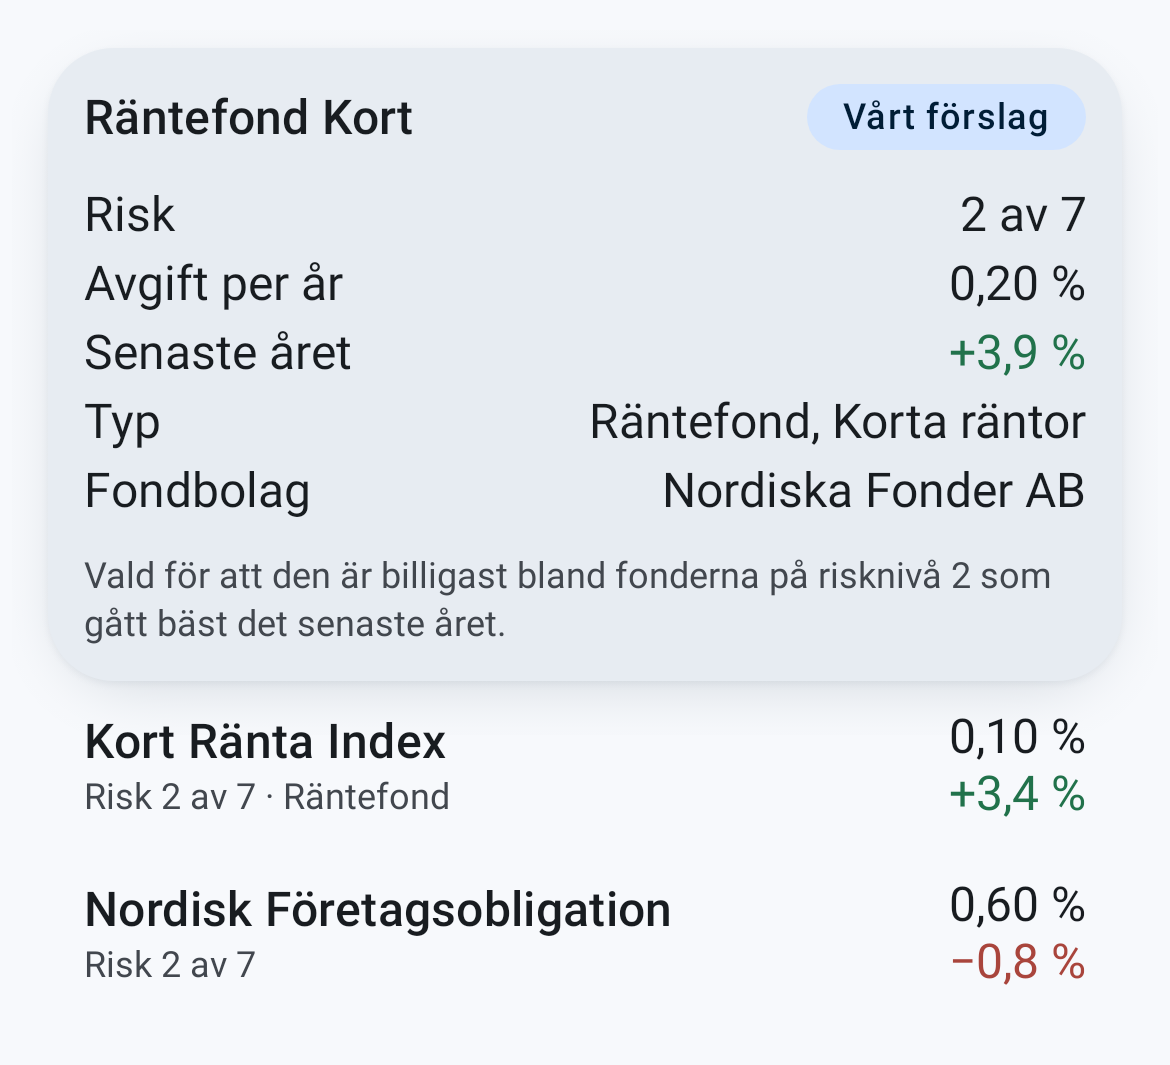 Räntefond Kort
Vårt förslag
Risk 2 av 7
Avgift per år 0,20 %
Senaste året +3,9 %
Typ Räntefond, Korta räntor
Fondbolag Nordiska Fonder AB
Vald för att den är billigast bland fonderna på risknivå 2 som
gått bäst det senaste året.
Kort Ränta Index 0,10 %
Risk 2 av 7 · Räntefond +3,4 %
Nordisk Företagsobligation 0,60 %
Risk 2 av 7 −0,8 %